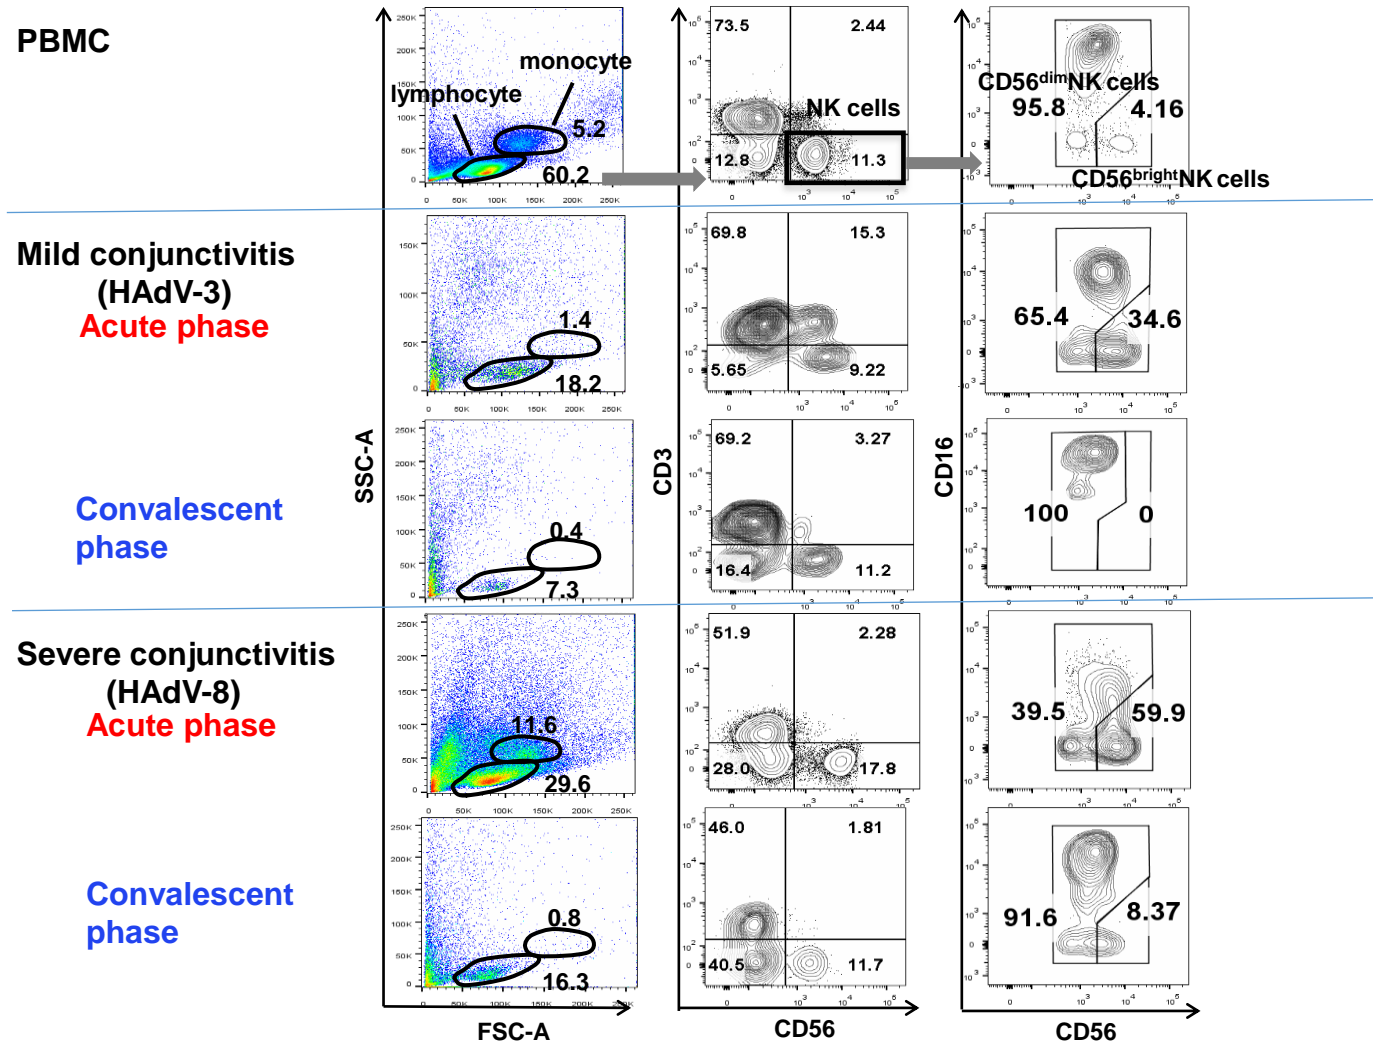 PBMC
monocyte
lymphocyte
5.2
60.2
73.5
2.44
NK cells
12.8
11.3
CD56dimNK cells
95.8
4.16
CD56brightNK cells
Mild conjunctivitis
(HAdV-3)
Acute phase
1.4
18.2
69.8
15.3
5.65
9.22
65.4
34.6
Convalescent
phase
0.4
7.3
69.2
3.27
16.4
11.2
100
0
Severe conjunctivitis
(HAdV-8)
Acute phase
11.6
29.6
51.9
2.28
28.0
17.8
39.5
59.9
Convalescent
phase
0.8
16.3
46.0
1.81
40.5
11.7
91.6
8.37
SSC-A
CD3
CD16
FSC-A
CD56
CD56